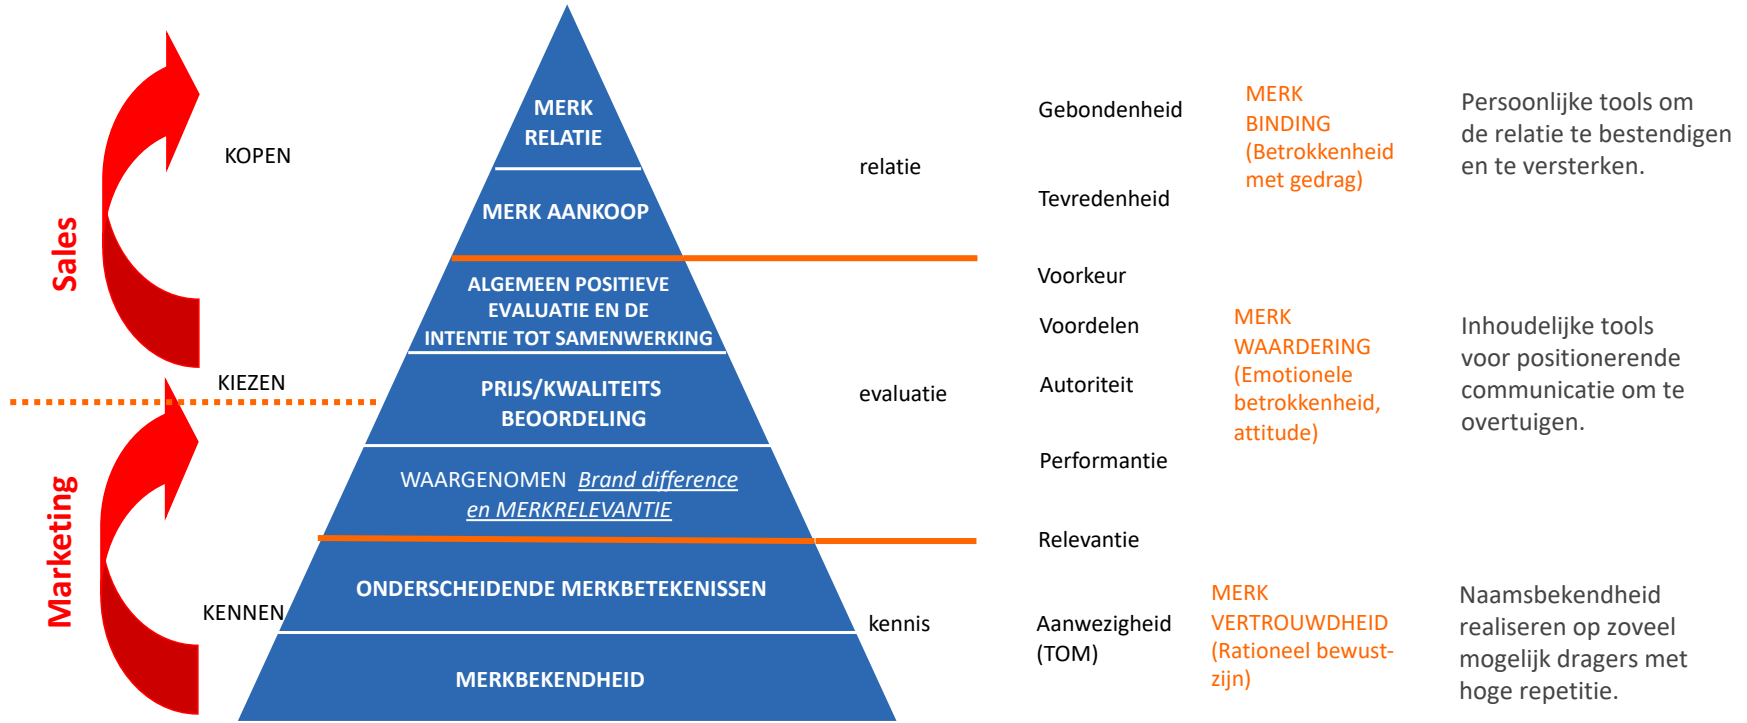 Sales
Marketing
KOPEN
KIEZEN
KENNEN
MERK
RELATIE
MERK AANKOOP
ALGEMEEN POSITIEVE
EVALUATIE EN DE
INTENTIE TOT SAMENWERKING
PRIJS/KWALITEITS
BEOORDELING
WAARGENOMEN Brand difference
en MERKRELEVANTIE
ONDERSCHEIDENDE MERKBETEKENISSEN
MERKBEKENDHEID
relatie
evaluatie
kennis
Gebondenheid
Tevredenheid
Voorkeur
Voordelen
Autoriteit
Performantie
Relevantie
Aanwezigheid
(TOM)
MERK
BINDING
(Betrokkenheid
met gedrag)
MERK
WAARDERING
(Emotionele
betrokkenheid,
attitude)
MERK
VERTROUWDHEID
(Rationeel bewust-
zijn)
Persoonlijke tools om
de relatie te bestendigen
en te versterken.
Inhoudelijke tools
voor positionerende
communicatie om te
overtuigen.
Naamsbekendheid
realiseren op zoveel
mogelijk dragers met
hoge repetitie.